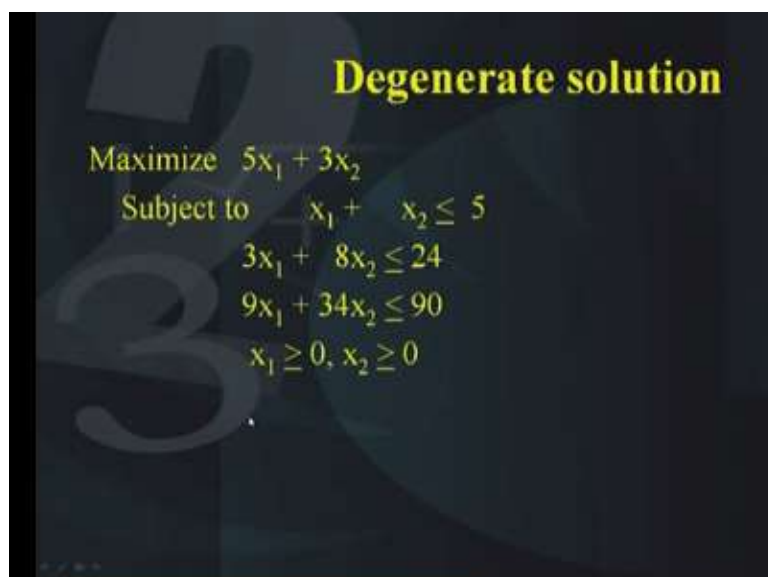 Degenerate solution
Maximize 5x₁ + 3x₂
Subject to x₁ + x₂ ≤ 5
3x₁ + 8x₂ ≤ 24
9x₁ + 34x₂ ≤ 90
x₁ ≥ 0, x₂ ≥ 0